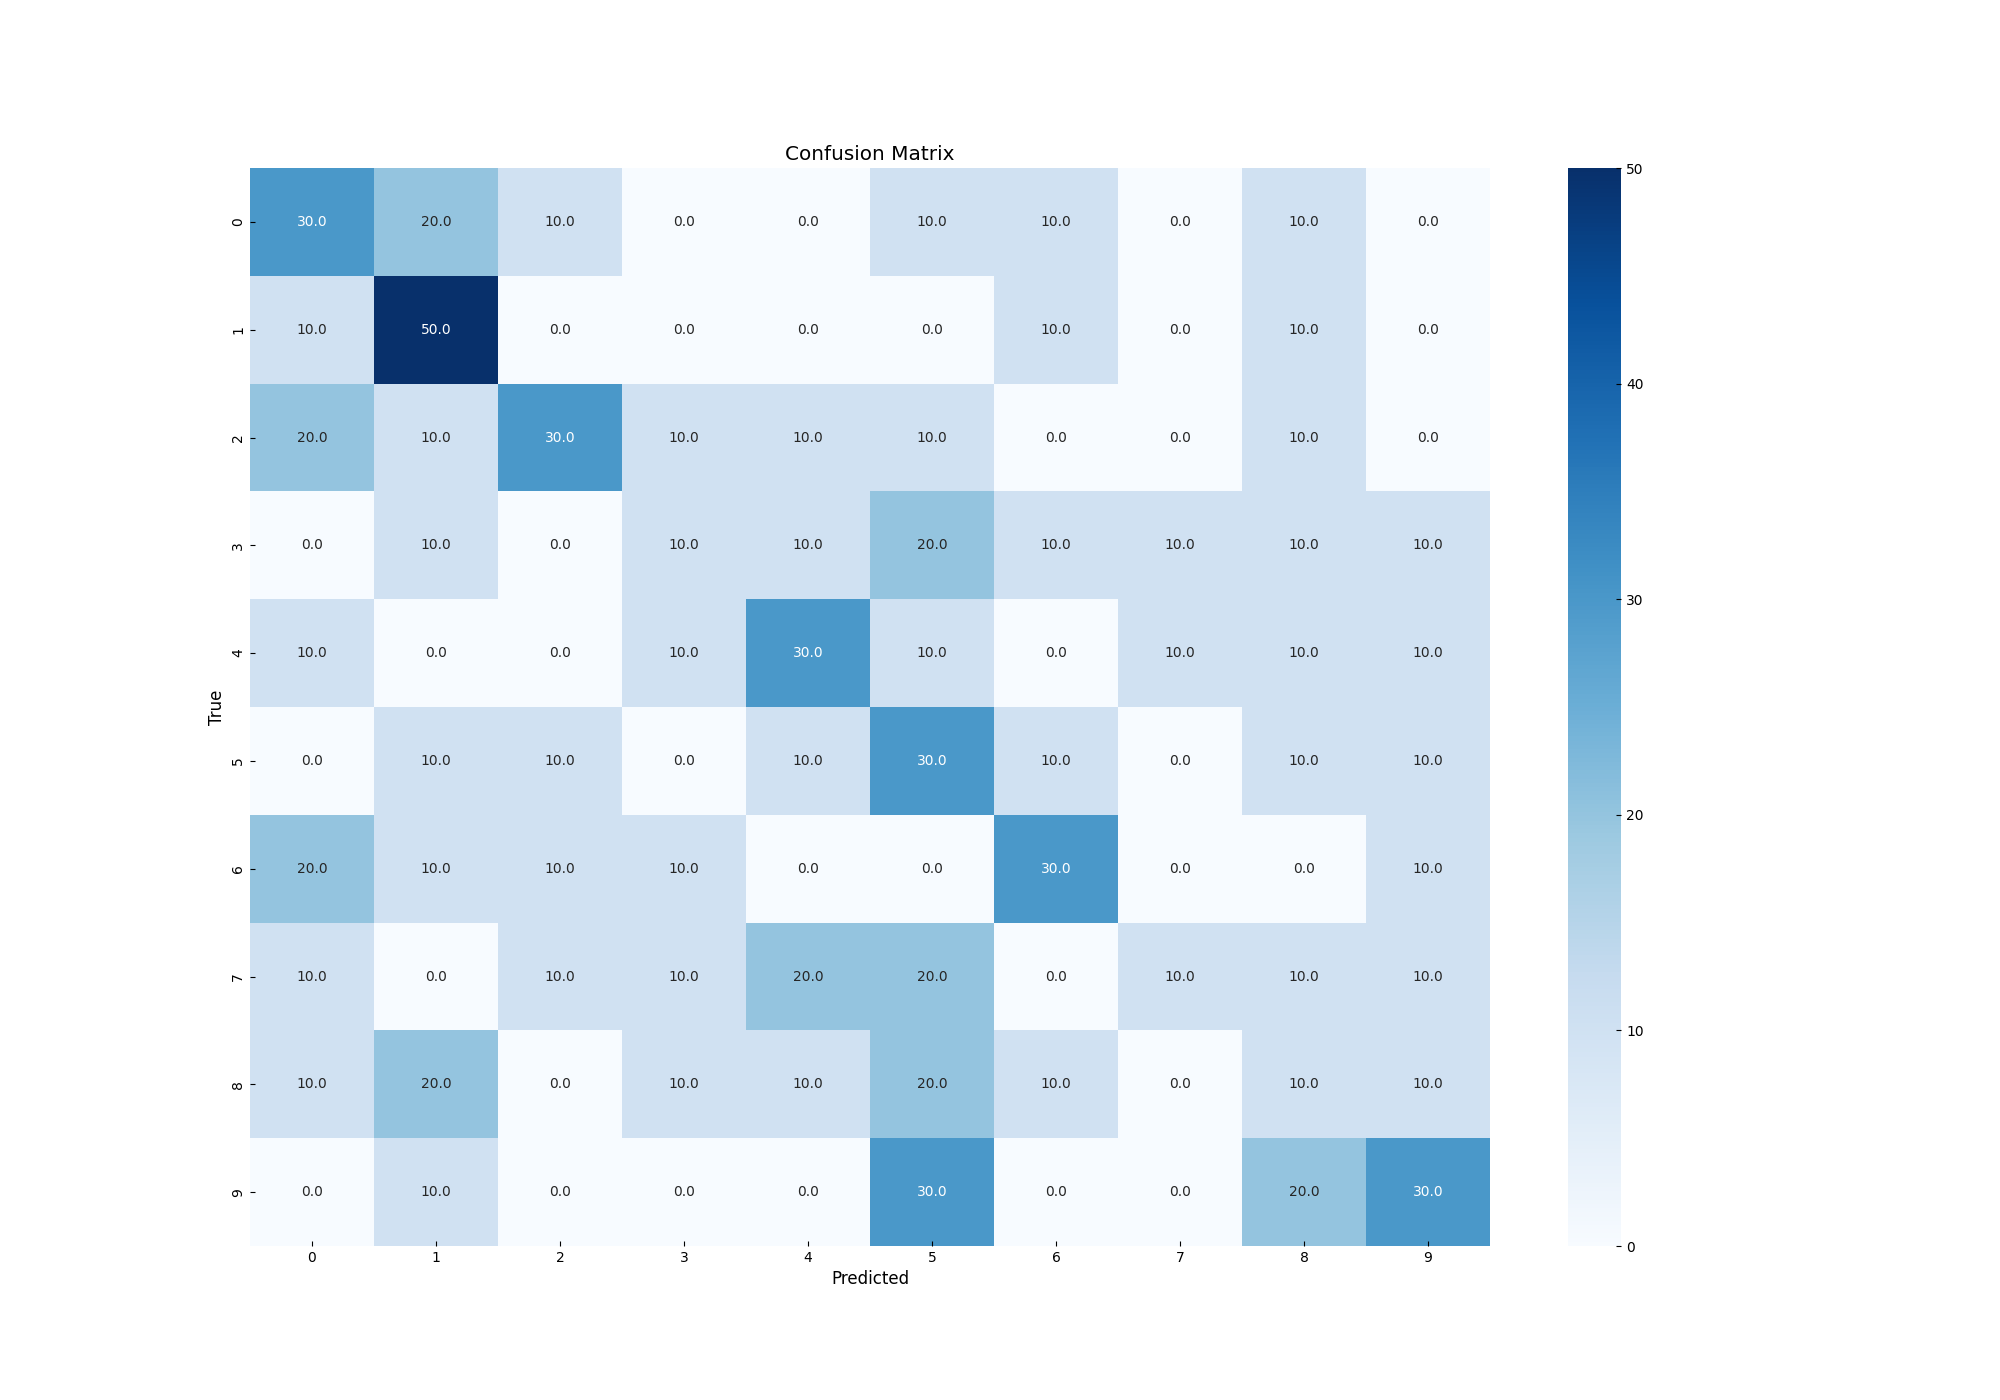 Confusion Matrix
0 30.0 20.0 10.0 0.0 0.0 10.0 10.0 0.0 10.0 0.0
1 10.0 50.0 0.0 0.0 0.0 0.0 10.0 0.0 10.0 0.0
2 20.0 10.0 30.0 10.0 10.0 10.0 0.0 0.0 10.0 0.0
3 0.0 10.0 0.0 10.0 10.0 20.0 10.0 10.0 10.0 10.0
4 10.0 0.0 0.0 10.0 30.0 10.0 0.0 10.0 10.0 10.0
True
5 0.0 10.0 10.0 0.0 10.0 30.0 10.0 0.0 10.0 10.0
6 20.0 10.0 10.0 10.0 0.0 0.0 30.0 0.0 0.0 10.0
7 10.0 0.0 10.0 10.0 20.0 20.0 0.0 10.0 10.0 10.0
8 10.0 20.0 0.0 10.0 10.0 20.0 10.0 0.0 10.0 10.0
9 0.0 10.0 0.0 0.0 0.0 30.0 0.0 0.0 20.0 30.0
0 1 2 3 4 5 6 7 8 9
Predicted
50
40
30
20
10
0